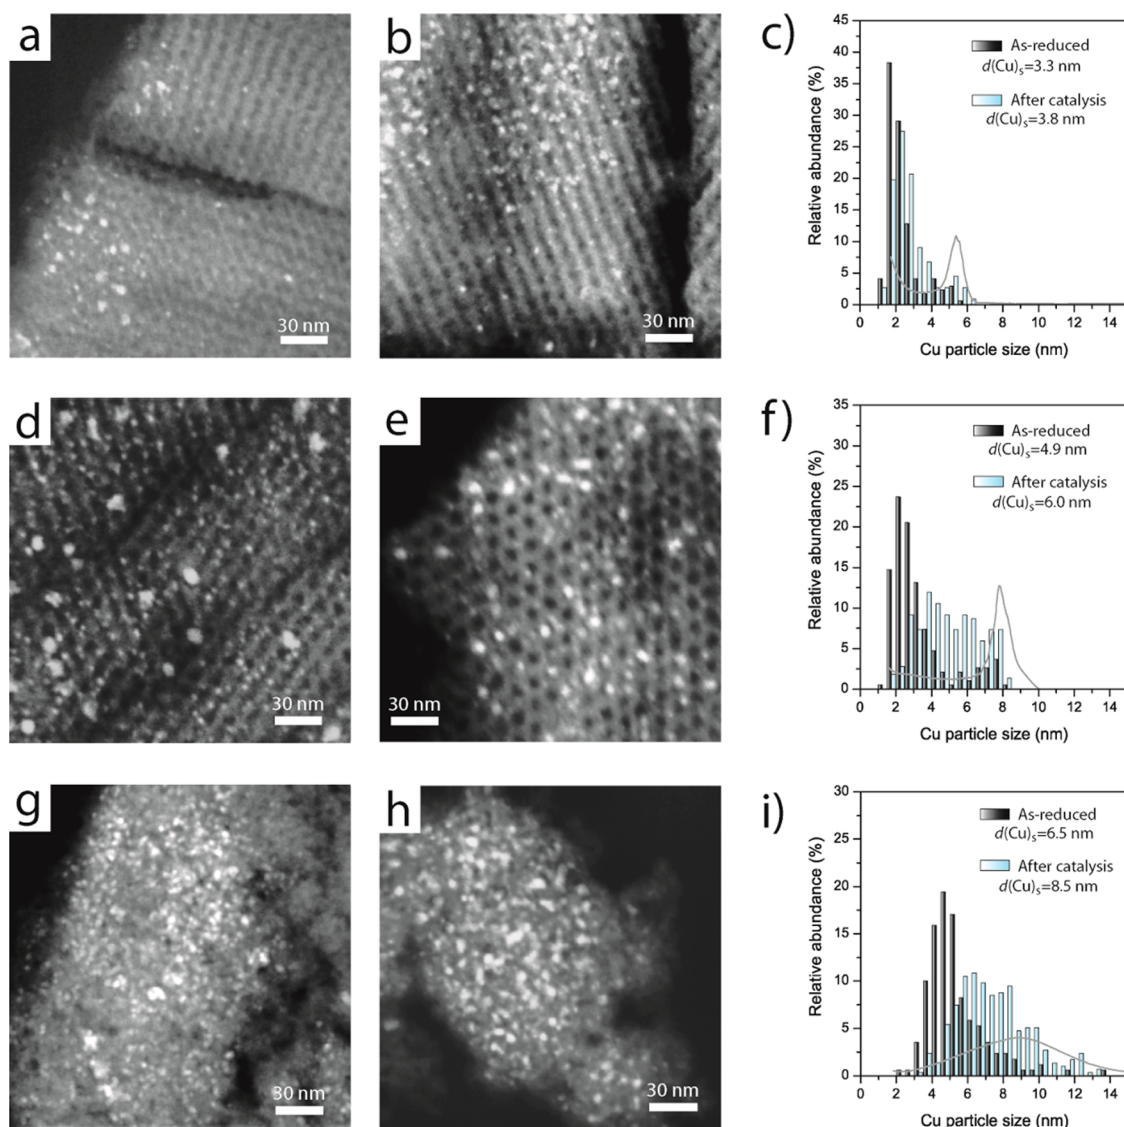 a
30 nm
b
30 nm
c)
45
40
35
30
25
20
15
10
5
0
Relative abundance (%)
As-reduced
d(Cu)s=3.3 nm
After catalysis
d(Cu)s=3.8 nm
0 2 4 6 8 10 12 14
Cu particle size (nm)
d
30 nm
e
30 nm
f)
35
30
25
20
15
10
5
0
Relative abundance (%)
As-reduced
d(Cu)s=4.9 nm
After catalysis
d(Cu)s=6.0 nm
0 2 4 6 8 10 12 14
Cu particle size (nm)
g
30 nm
h
30 nm
i)
30
25
20
15
10
5
0
Relative abundance (%)
As-reduced
d(Cu)s=6.5 nm
After catalysis
d(Cu)s=8.5 nm
0 2 4 6 8 10 12 14
Cu particle size (nm)